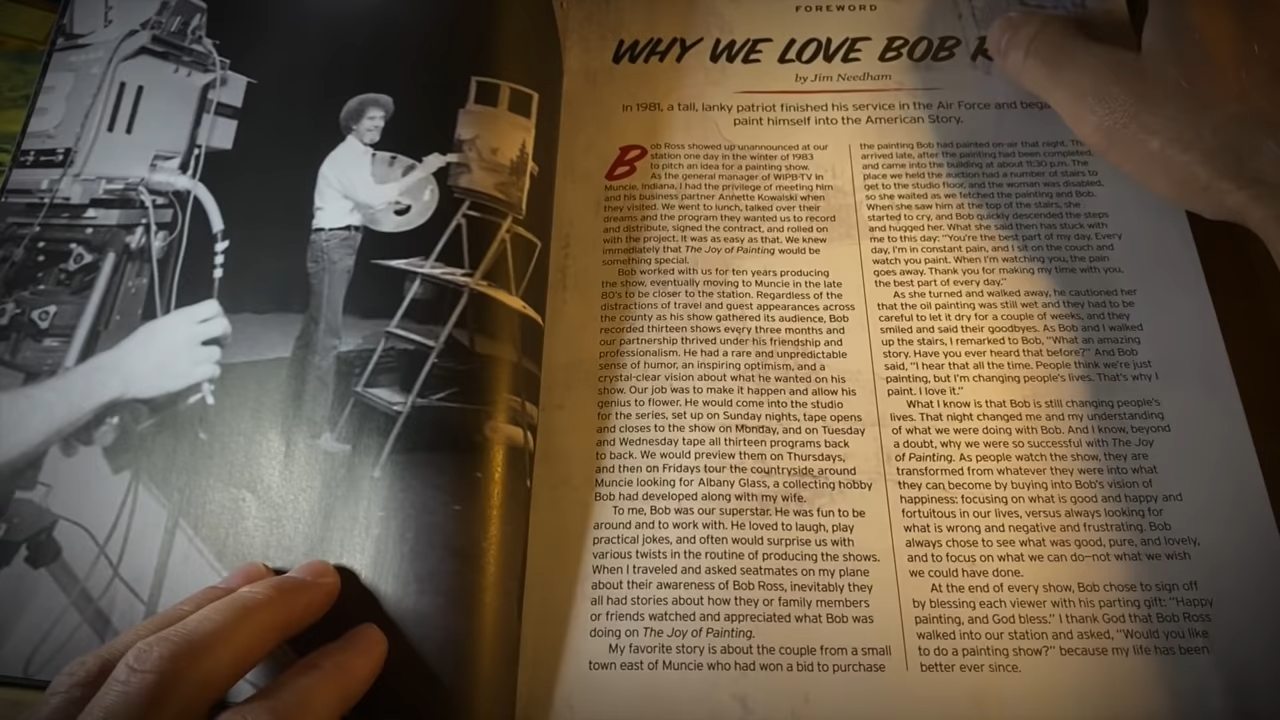 FOREWORD
WHY WE LOVE BOB
by Jim Needham
In 1981, a tall, lanky patriot finished his service in the Air Force and
paint himself into the American Story.
Bob Ross showed up unannounced at our
station one day in the winter of 1983
to pitch an idea for a painting show.
As the general manager of WIPB-TV in
Muncie, Indiana, I had the privilege of meeting him
and his business partner Annette Kowalski when
they visited. We went to lunch, talked over their
dreams and the program they wanted us to record
and distribute, signed the contract, and rolled on
with the project. It was as easy as that. We knew
immediately that The Joy of Painting would be
something special.
Bob worked with us for ten years producing
the show, eventually moving to Muncie in the late
80's to be closer to the station. Regardless of the
distractions of travel and guest appearances across
the county as his show gathered its audience, Bob
recorded thirteen shows every three months and
our partnership thrived under his friendship and
professionalism. He had a rare and unpredictable
sense of humor, an inspiring optimism, and a
crystal-clear vision about what he wanted on his
show. Our job was to make it happen and allow his
genius to flower. He would come into the studio
for the series, set up on Sunday nights, tape opens
and closes to the show on Monday, and on Tuesday
and Wednesday tape all thirteen programs back
to back. We would preview them on Thursdays,
and then on Fridays tour the countryside around
Muncie looking for Albany Glass, a collecting hobby
Bob had developed along with my wife.
To me, Bob was our superstar. He was fun to be
around and to work with. He loved to laugh, play
practical jokes, and often would surprise us with
various twists in the routine of producing the shows.
When I traveled and asked seatmates on my plane
about their awareness of Bob Ross, inevitably they
all had stories about how they or family members
or friends watched and appreciated what Bob was
doing on The Joy of Painting.
My favorite story is about the couple from a small
town east of Muncie who had won a bid to purchase
the painting Bob had painted on-air that night.
arrived late, after the painting had been completed,
and came into the building at about 11:30 p.m. The
place we held the auction had a number of stairs to
get to the studio floor, and the woman was disabled,
so she waited as we fetched the painting and Bob.
When she saw him at the top of the stairs, she
started to cry, and Bob quickly descended the steps
and hugged her. What she said then has stuck with
me to this day: "You're the best part of my day. Every
day, I'm in constant pain, and I sit on the couch and
watch you paint. When I'm watching you, the pain
goes away. Thank you for making my time with you,
the best part of every day."
As she turned and walked away, he cautioned her
that the oil painting was still wet and they had to be
careful to let it dry for a couple of weeks, and they
smiled and said their goodbyes. As Bob and I walked
up the stairs, I remarked to Bob, "What an amazing
story. Have you ever heard that before?" And Bob
said, "I hear that all the time. People think we're just
painting, but I'm changing people's lives. That's why I
paint. I love it."
What I know is that Bob is still changing people's
lives. That night changed me and my understanding
of what we were doing with Bob. And I know, beyond
a doubt, why we were so successful with The Joy
of Painting. As people watch the show, they are
transformed from whatever they were into what
they can become by buying into Bob's vision of
happiness: focusing on what is good and happy and
fortuitous in our lives, versus always looking for
what is wrong and negative and frustrating. Bob
always chose to see what was good, pure, and lovely,
and to focus on what we can do—not what we wish
we could have done.
At the end of every show, Bob chose to sign off
by blessing each viewer with his parting gift: "Happy
painting, and God bless." I thank God that Bob Ross
walked into our station and asked, "Would you like
to do a painting show?" because my life has been
better ever since.